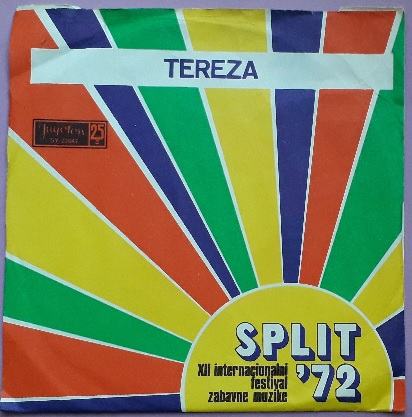 TEREZA
Jugoton
25
SPLIT
XII internacionalni
festival
zabavne muzike
'72